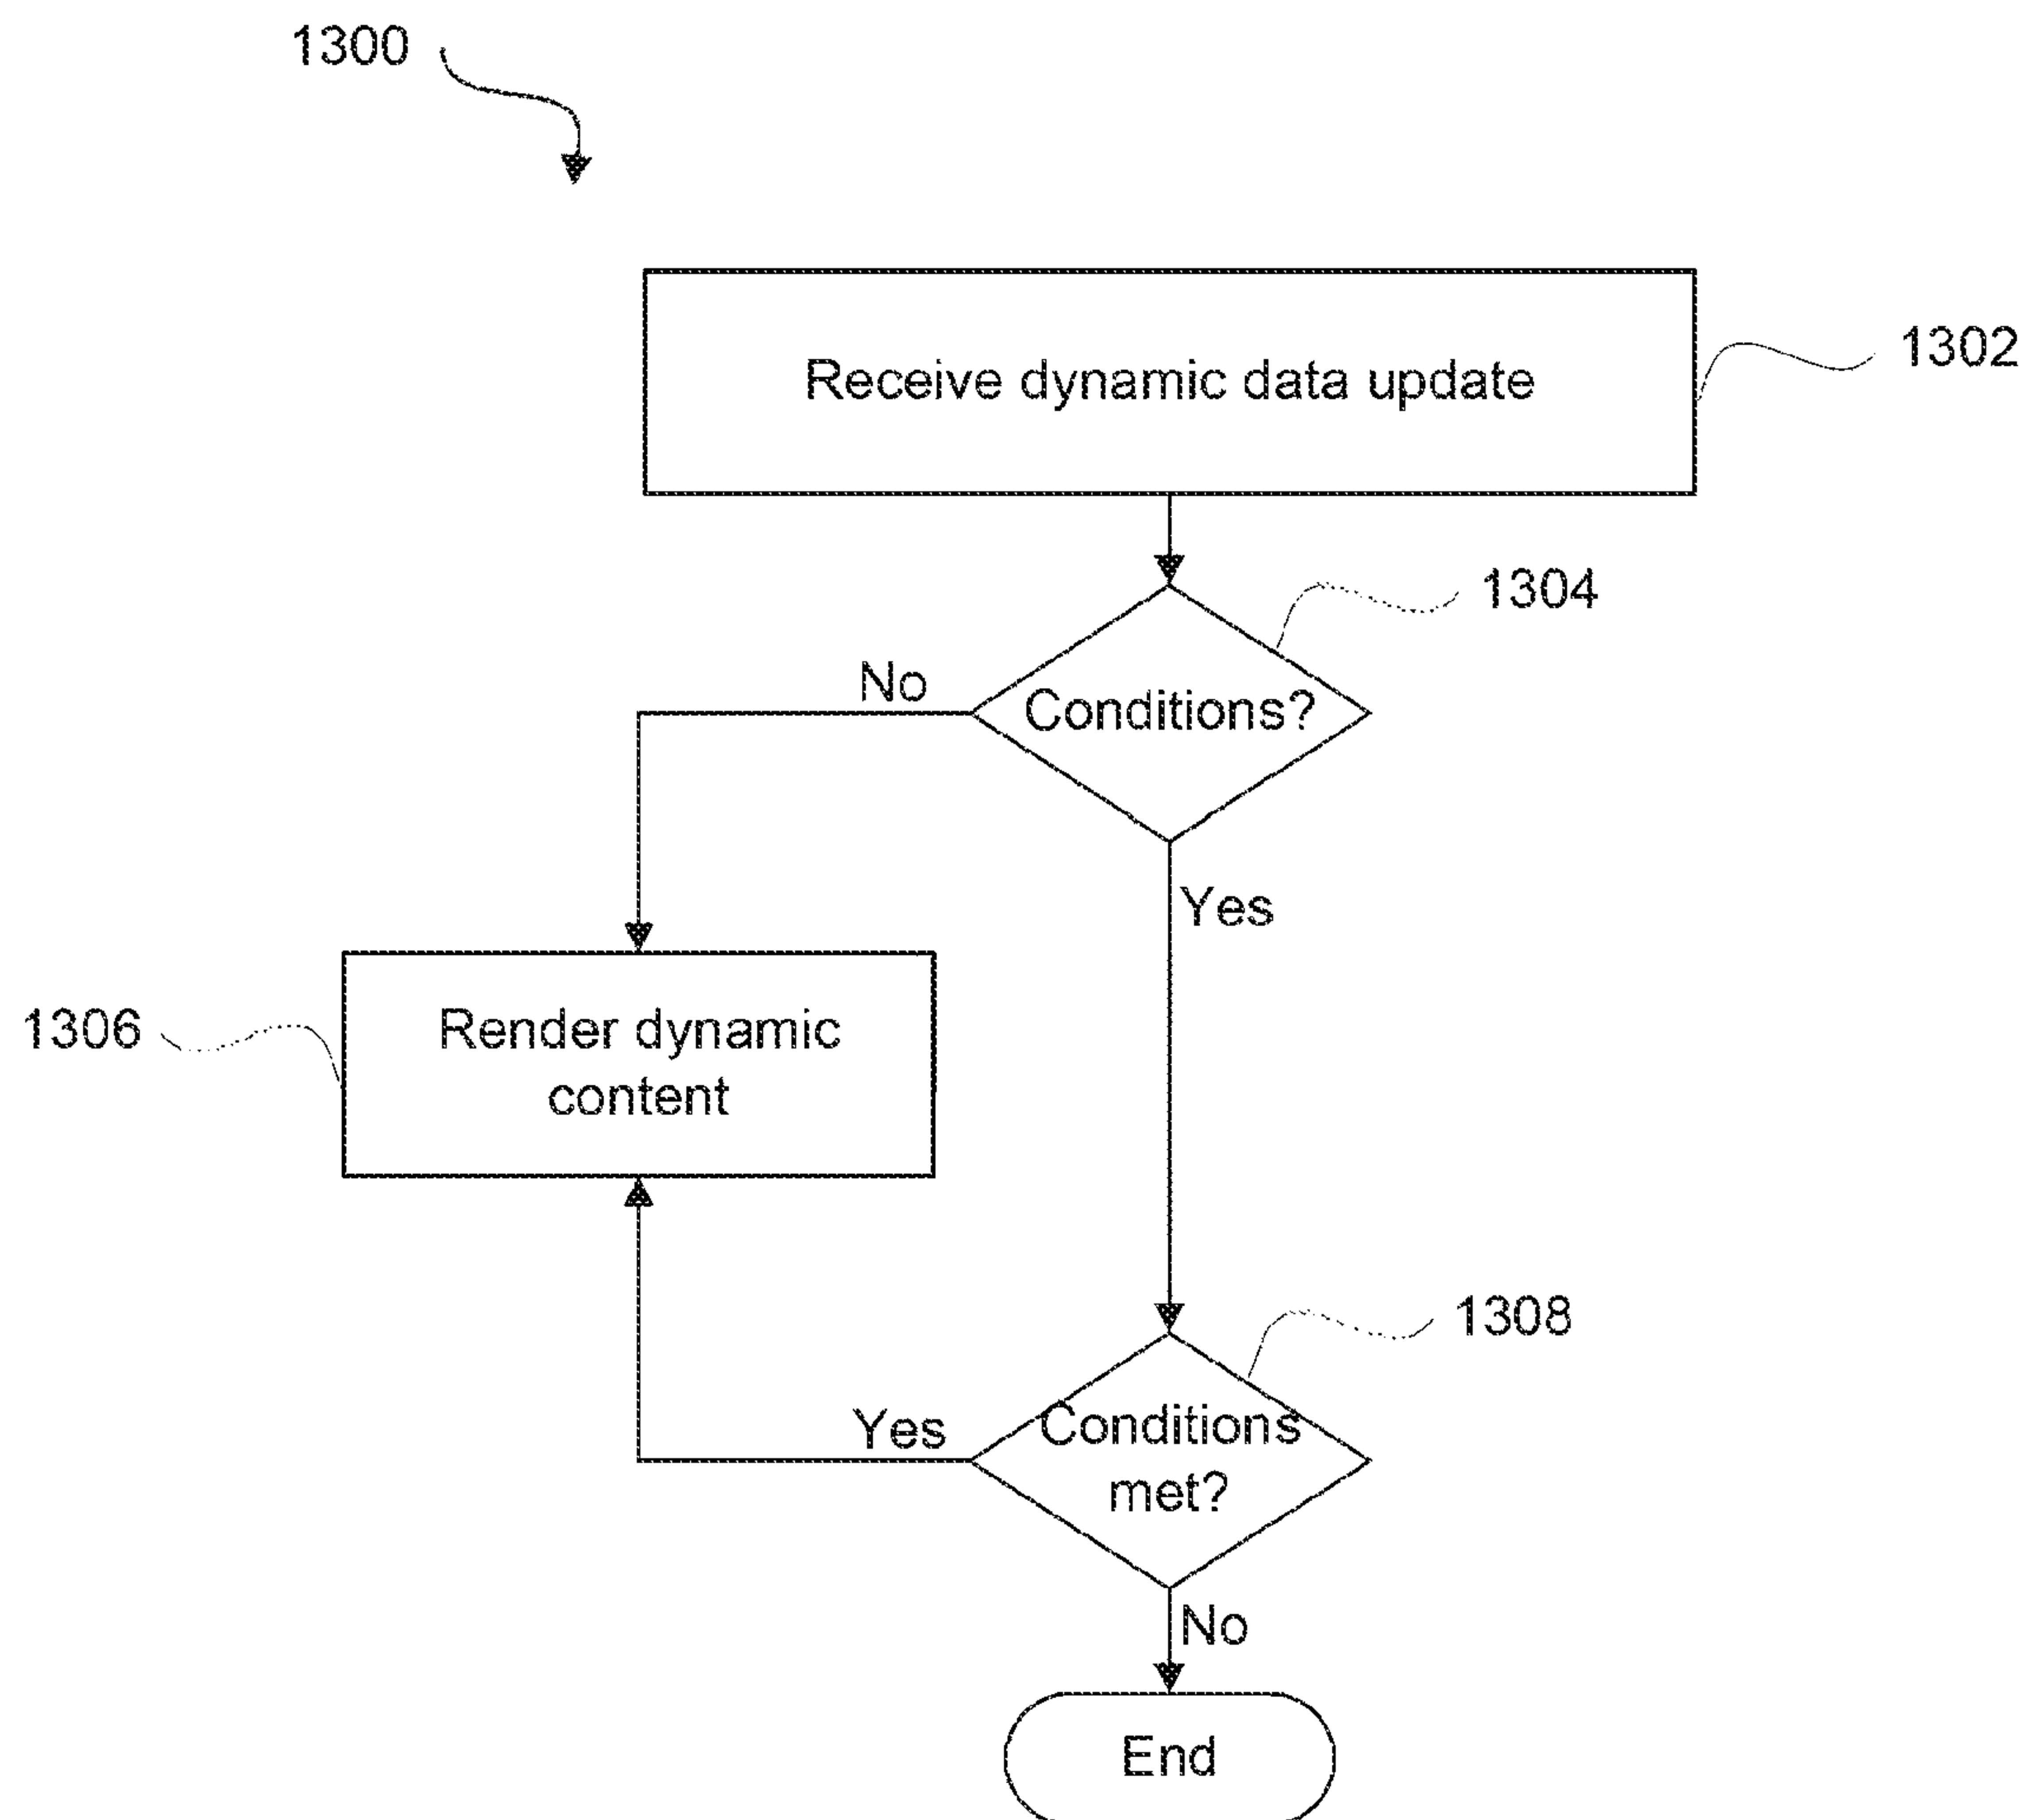 1300
Receive dynamic data update
1302
1304
Conditions?
No
Yes
1306
Render dynamic
content
1308
Conditions
met?
Yes
No
End